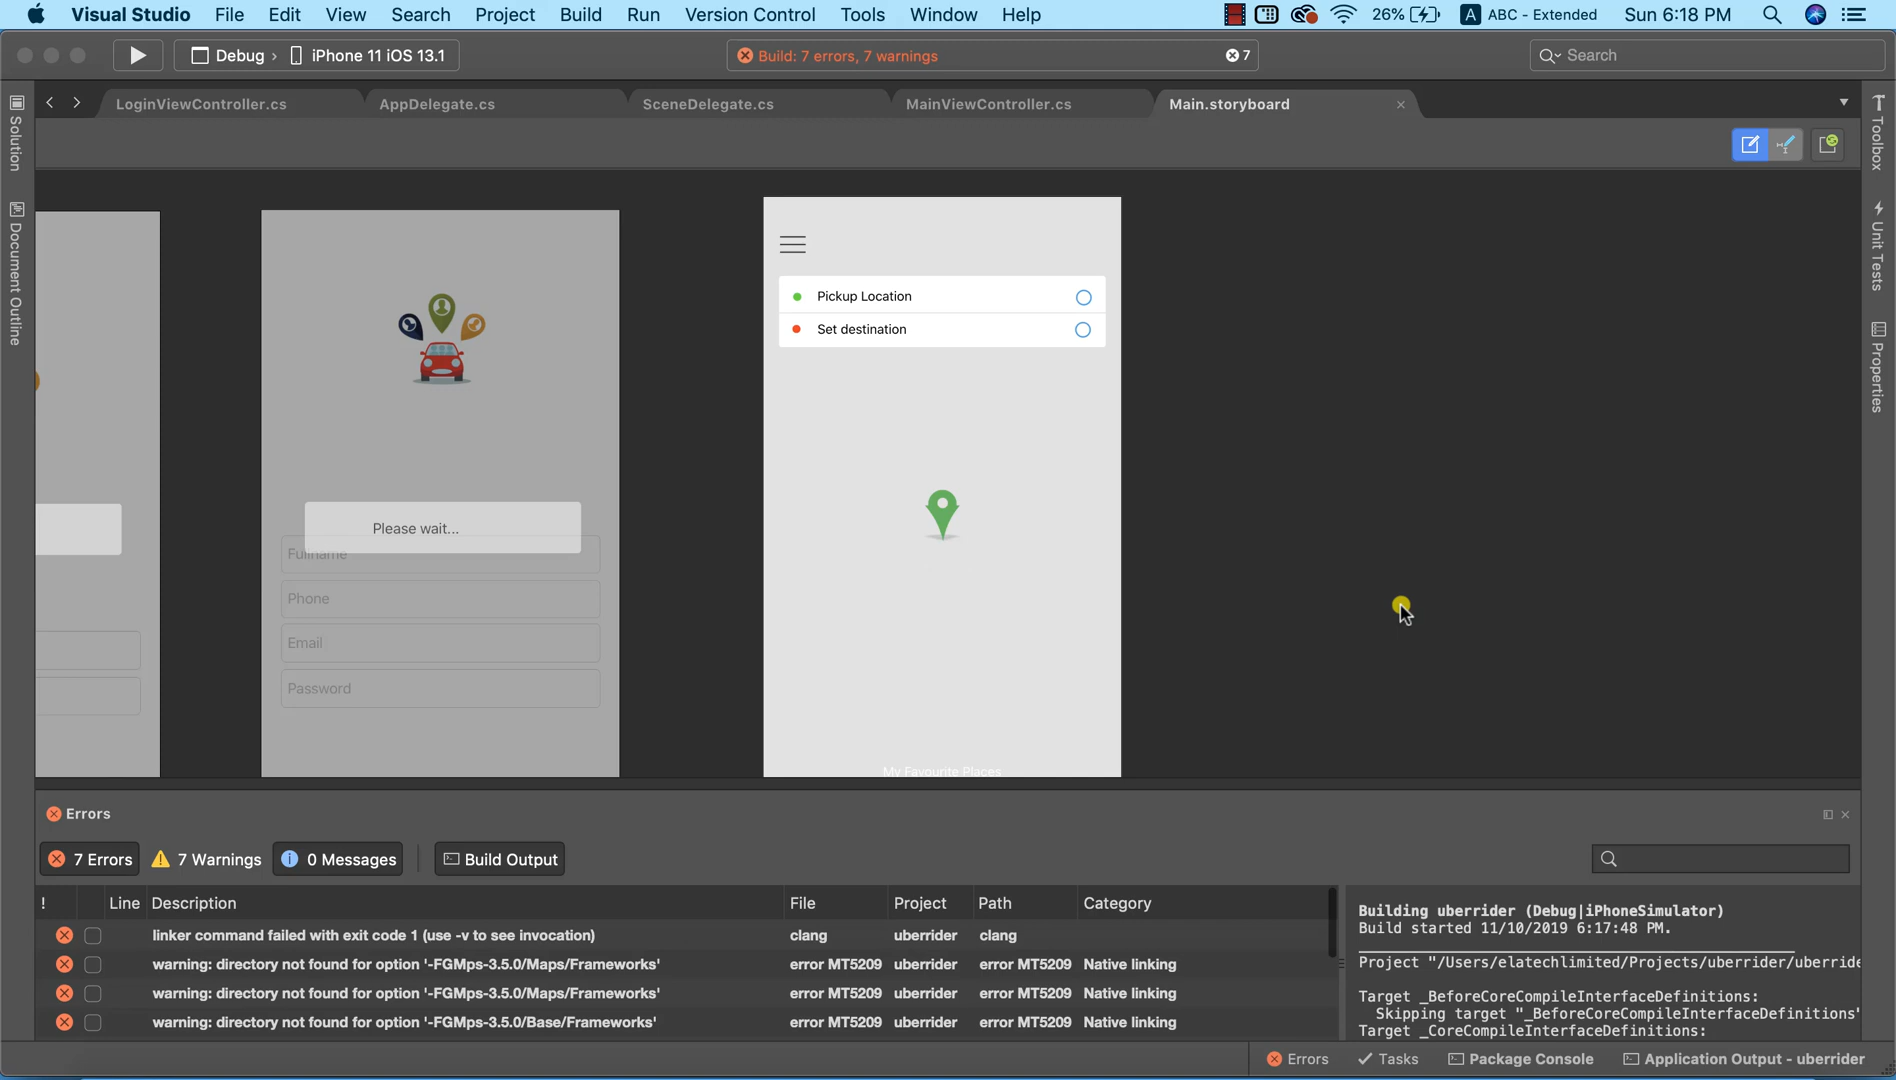 Visual Studio File Edit View Search Project Build Run Version Control Tools Window Help 26% A ABC - Extended Sun 6:18 PM
Debug › iPhone 11 iOS 13.1 Build: 7 errors, 7 warnings 7 Search
LoginViewController.cs AppDelegate.cs SceneDelegate.cs MainViewController.cs Main.storyboard
Solution
Document Outline
Toolbox
Unit Tests
Properties
Please wait...
Fullname
Phone
Email
Password
Pickup Location
Set destination
My Favourite Places
Errors
7 Errors 7 Warnings 0 Messages Build Output
! Line Description File Project Path Category
linker command failed with exit code 1 (use -v to see invocation) clang uberrider clang
warning: directory not found for option '-FGMps-3.5.0/Maps/Frameworks' error MT5209 uberrider error MT5209 Native linking
warning: directory not found for option '-FGMps-3.5.0/Maps/Frameworks' error MT5209 uberrider error MT5209 Native linking
warning: directory not found for option '-FGMps-3.5.0/Base/Frameworks' error MT5209 uberrider error MT5209 Native linking
Building uberrider (Debug|iPhoneSimulator)
Build started 11/10/2019 6:17:48 PM.
Project "/Users/elatechlimited/Projects/uberrider/uberride
Target _BeforeCoreCompileInterfaceDefinitions:
Skipping target "_BeforeCoreCompileInterfaceDefinitions"
Target _CoreCompileInterfaceDefinitions:
Errors Tasks Package Console Application Output - uberrider